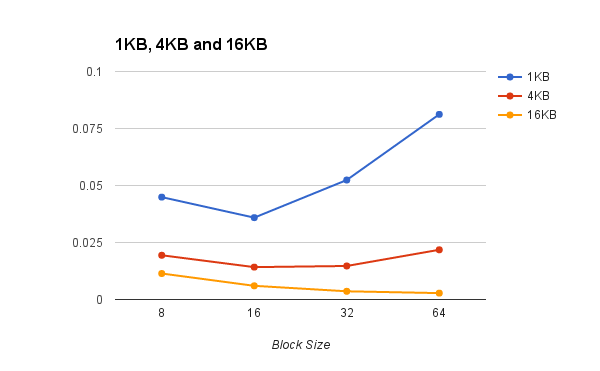 1KB, 4KB and 16KB
0.1
0.075
0.05
0.025
0
8 16 32 64
Block Size
1KB
4KB
16KB